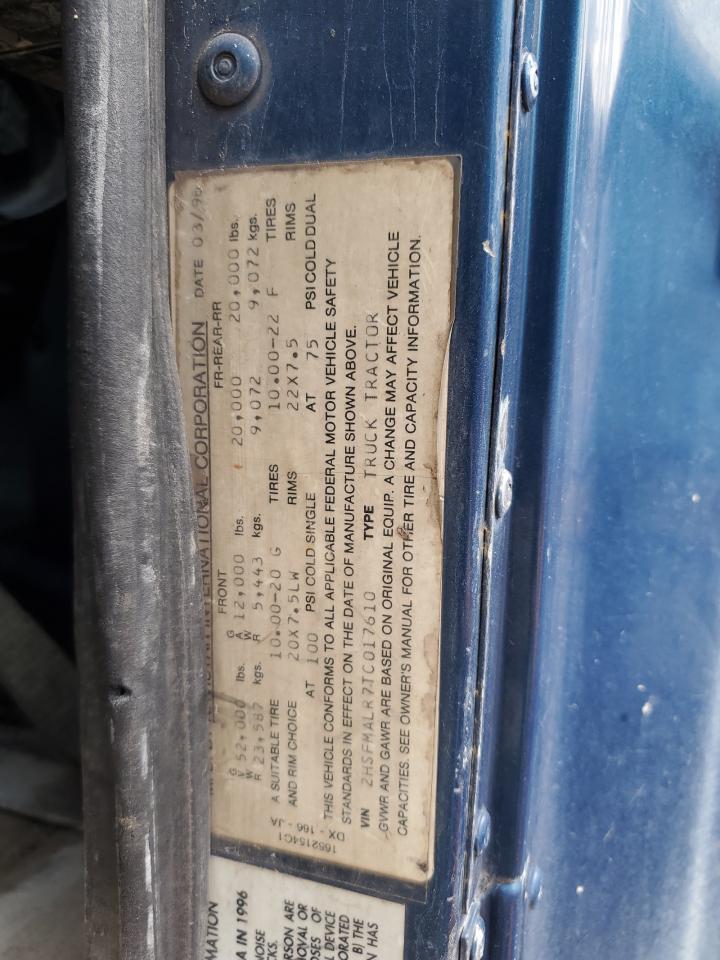 INTERNATIONAL CORPORATION DATE 03/96
FRONT FR-REAR-RR
GVW 52,000 lbs. GAW 12,000 lbs. 20,000 20,000 lbs.
R 23,587 kgs. R 5,443 kgs. 9,072 9,072 kgs.
A SUITABLE TIRE 10.00-20 G TIRES 10.00-22 F TIRES
AND RIM CHOICE 20X7.5LW RIMS 22X7.5 RIMS
AT 100 PSI COLD SINGLE AT 75 PSI COLD DUAL
THIS VEHICLE CONFORMS TO ALL APPLICABLE FEDERAL MOTOR VEHICLE SAFETY
STANDARDS IN EFFECT ON THE DATE OF MANUFACTURE SHOWN ABOVE.
VIN 2HSFMALR7TC017610 TYPE TRUCK TRACTOR
GVWR AND GAWR ARE BASED ON ORIGINAL EQUIP. A CHANGE MAY AFFECT VEHICLE
CAPACITIES. SEE OWNER'S MANUAL FOR OTHER TIRE AND CAPACITY INFORMATION.
1652154C1
DX - 166 - JA
MATION
A IN 1996
NOISE
CKS.
ERSON ARE
MOVAL OR
OSES OF
L DEVICE
ORATED
B) THE
N HAS